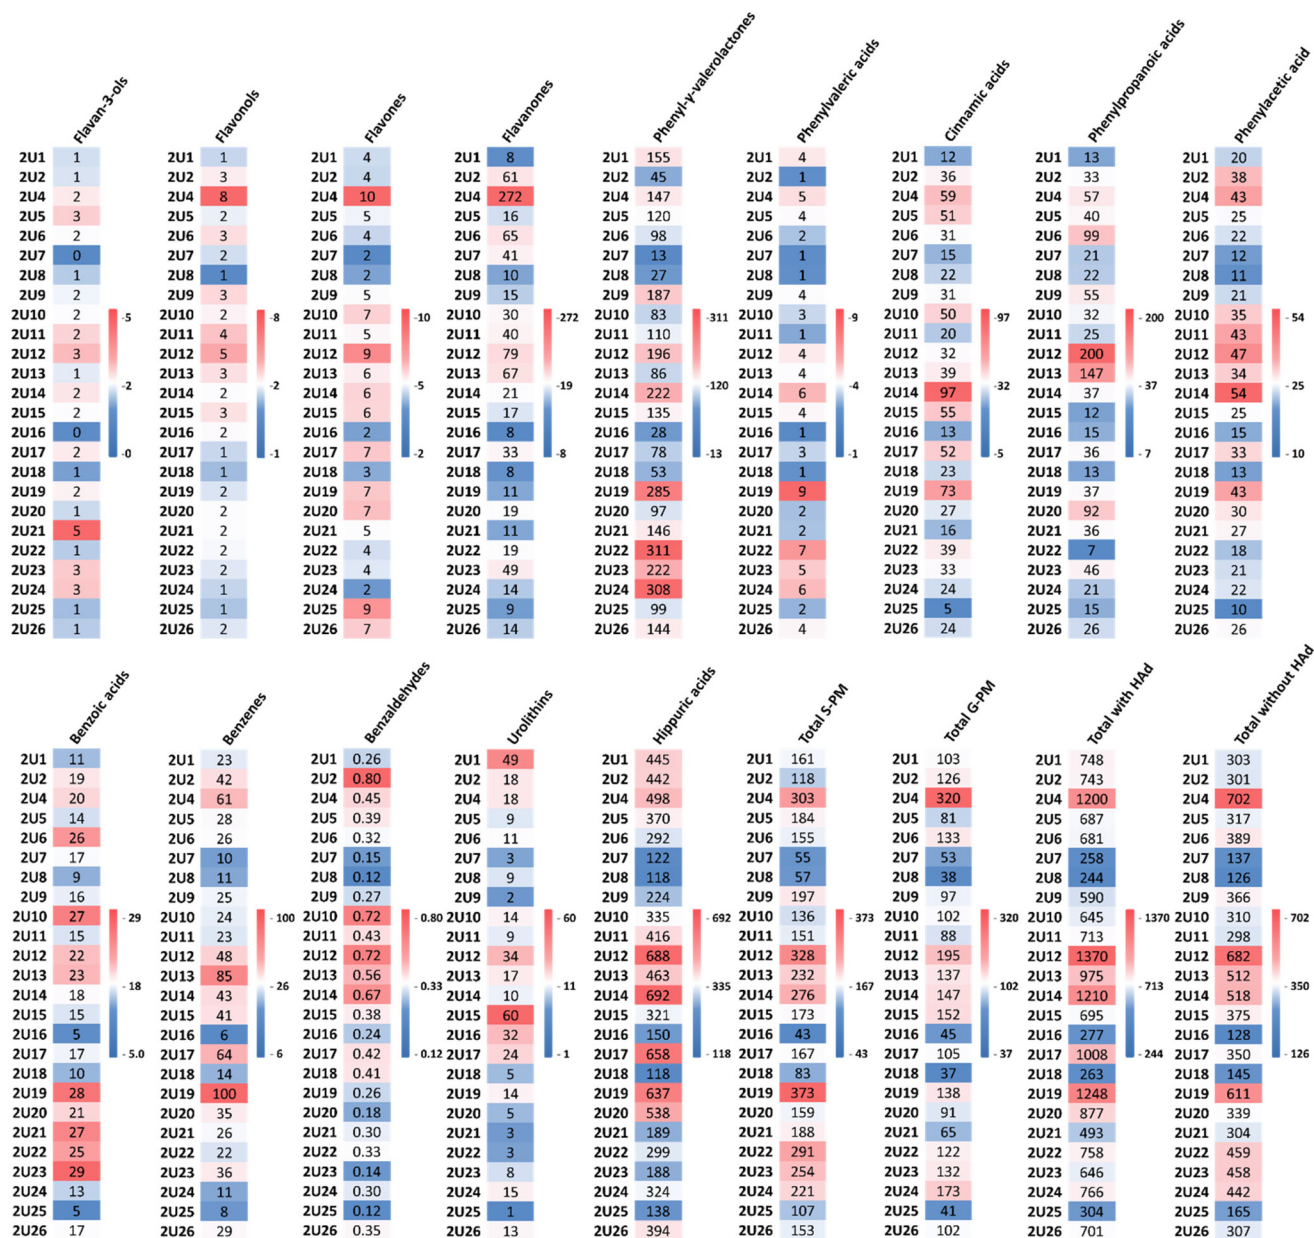 Flavan-3-ols Flavonols Flavones Flavanones Phenyl-γ-valerolactones Phenylvaleric acids Cinnamic acids Phenylpropanoic acids Phenylacetic acid
2U1 1 2U1 1 2U1 4 2U1 8 2U1 155 2U1 4 2U1 12 2U1 13 2U1 20
2U2 1 2U2 3 2U2 4 2U2 61 2U2 45 2U2 1 2U2 36 2U2 33 2U2 38
2U4 2 2U4 8 2U4 10 2U4 272 2U4 147 2U4 5 2U4 59 2U4 57 2U4 43
2U5 3 2U5 2 2U5 5 2U5 16 2U5 120 2U5 4 2U5 51 2U5 40 2U5 25
2U6 2 2U6 3 2U6 4 2U6 65 2U6 98 2U6 2 2U6 31 2U6 99 2U6 22
2U7 0 2U7 2 2U7 2 2U7 41 2U7 13 2U7 1 2U7 15 2U7 21 2U7 12
2U8 1 2U8 1 2U8 2 2U8 10 2U8 27 2U8 1 2U8 22 2U8 22 2U8 11
2U9 2 2U9 3 2U9 5 2U9 15 2U9 187 2U9 4 2U9 31 2U9 55 2U9 21
2U10 2 -5 2U10 2 -8 2U10 7 -10 2U10 30 -272 2U10 83 -311 2U10 3 -9 2U10 50 -97 2U10 32 -200 2U10 35 -54
2U11 2 2U11 4 2U11 5 2U11 40 2U11 110 2U11 1 2U11 20 2U11 25 2U11 43
2U12 3 2U12 5 2U12 9 2U12 79 2U12 196 2U12 4 2U12 32 2U12 200 2U12 47
2U13 1 2U13 3 2U13 6 2U13 67 2U13 86 2U13 4 2U13 39 2U13 147 2U13 34
2U14 2 -2 2U14 2 -2 2U14 6 -5 2U14 21 -19 2U14 222 -120 2U14 6 -4 2U14 97 -32 2U14 37 -37 2U14 54 -25
2U15 2 2U15 3 2U15 6 2U15 17 2U15 135 2U15 4 2U15 55 2U15 12 2U15 25
2U16 0 2U16 2 2U16 2 2U16 8 2U16 28 2U16 1 2U16 13 2U16 15 2U16 15
2U17 2 -0 2U17 1 -1 2U17 7 -2 2U17 33 -8 2U17 78 -13 2U17 3 -1 2U17 52 -5 2U17 36 -7 2U17 33 -10
2U18 1 2U18 1 2U18 3 2U18 8 2U18 53 2U18 1 2U18 23 2U18 13 2U18 13
2U19 2 2U19 2 2U19 7 2U19 11 2U19 285 2U19 9 2U19 73 2U19 37 2U19 43
2U20 1 2U20 2 2U20 7 2U20 19 2U20 97 2U20 2 2U20 27 2U20 92 2U20 30
2U21 5 2U21 2 2U21 5 2U21 11 2U21 146 2U21 2 2U21 16 2U21 36 2U21 27
2U22 1 2U22 2 2U22 4 2U22 19 2U22 311 2U22 7 2U22 39 2U22 7 2U22 18
2U23 3 2U23 2 2U23 4 2U23 49 2U23 222 2U23 5 2U23 33 2U23 46 2U23 21
2U24 3 2U24 1 2U24 2 2U24 14 2U24 308 2U24 6 2U24 24 2U24 21 2U24 22
2U25 1 2U25 1 2U25 9 2U25 9 2U25 99 2U25 2 2U25 5 2U25 15 2U25 10
2U26 1 2U26 2 2U26 7 2U26 14 2U26 144 2U26 4 2U26 24 2U26 26 2U26 26
Benzoic acids Benzenes Benzaldehydes Urolithins Hippuric acids Total S-PM Total G-PM Total with HAd Total without HAd
2U1 11 2U1 23 2U1 0.26 2U1 49 2U1 445 2U1 161 2U1 103 2U1 748 2U1 303
2U2 19 2U2 42 2U2 0.80 2U2 18 2U2 442 2U2 118 2U2 126 2U2 743 2U2 301
2U4 20 2U4 61 2U4 0.45 2U4 18 2U4 498 2U4 303 2U4 320 2U4 1200 2U4 702
2U5 14 2U5 28 2U5 0.39 2U5 9 2U5 370 2U5 184 2U5 81 2U5 687 2U5 317
2U6 26 2U6 26 2U6 0.32 2U6 11 2U6 292 2U6 155 2U6 133 2U6 681 2U6 389
2U7 17 2U7 10 2U7 0.15 2U7 3 2U7 122 2U7 55 2U7 53 2U7 258 2U7 137
2U8 9 2U8 11 2U8 0.12 2U8 9 2U8 118 2U8 57 2U8 38 2U8 244 2U8 126
2U9 16 2U9 25 2U9 0.27 2U9 2 2U9 224 2U9 197 2U9 97 2U9 590 2U9 366
2U10 27 -29 2U10 24 -100 2U10 0.72 -0.80 2U10 14 -60 2U10 335 -692 2U10 136 -373 2U10 102 -320 2U10 645 -1370 2U10 310 -702
2U11 15 2U11 23 2U11 0.43 2U11 9 2U11 416 2U11 151 2U11 88 2U11 713 2U11 298
2U12 22 2U12 48 2U12 0.72 2U12 34 2U12 688 2U12 328 2U12 195 2U12 1370 2U12 682
2U13 23 2U13 85 2U13 0.56 2U13 17 2U13 463 2U13 232 2U13 137 2U13 975 2U13 512
2U14 18 -18 2U14 43 -26 2U14 0.67 -0.33 2U14 10 -11 2U14 692 -335 2U14 276 -167 2U14 147 -102 2U14 1210 -713 2U14 518 -350
2U15 15 2U15 41 2U15 0.38 2U15 60 2U15 321 2U15 173 2U15 152 2U15 695 2U15 375
2U16 5 2U16 6 2U16 0.24 2U16 32 2U16 150 2U16 43 2U16 45 2U16 277 2U16 128
2U17 17 -5.0 2U17 64 -6 2U17 0.42 -0.12 2U17 24 -1 2U17 658 -118 2U17 167 -43 2U17 105 -37 2U17 1008 -244 2U17 350 -126
2U18 10 2U18 14 2U18 0.41 2U18 5 2U18 118 2U18 83 2U18 37 2U18 263 2U18 145
2U19 28 2U19 100 2U19 0.26 2U19 14 2U19 637 2U19 373 2U19 138 2U19 1248 2U19 611
2U20 21 2U20 35 2U20 0.18 2U20 5 2U20 538 2U20 159 2U20 91 2U20 877 2U20 339
2U21 27 2U21 26 2U21 0.30 2U21 3 2U21 189 2U21 188 2U21 65 2U21 493 2U21 304
2U22 25 2U22 22 2U22 0.33 2U22 3 2U22 299 2U22 291 2U22 122 2U22 758 2U22 459
2U23 29 2U23 36 2U23 0.14 2U23 8 2U23 188 2U23 254 2U23 132 2U23 646 2U23 458
2U24 13 2U24 11 2U24 0.30 2U24 15 2U24 324 2U24 221 2U24 173 2U24 766 2U24 442
2U25 5 2U25 8 2U25 0.12 2U25 1 2U25 138 2U25 107 2U25 41 2U25 304 2U25 165
2U26 17 2U26 29 2U26 0.35 2U26 13 2U26 394 2U26 153 2U26 102 2U26 701 2U26 307